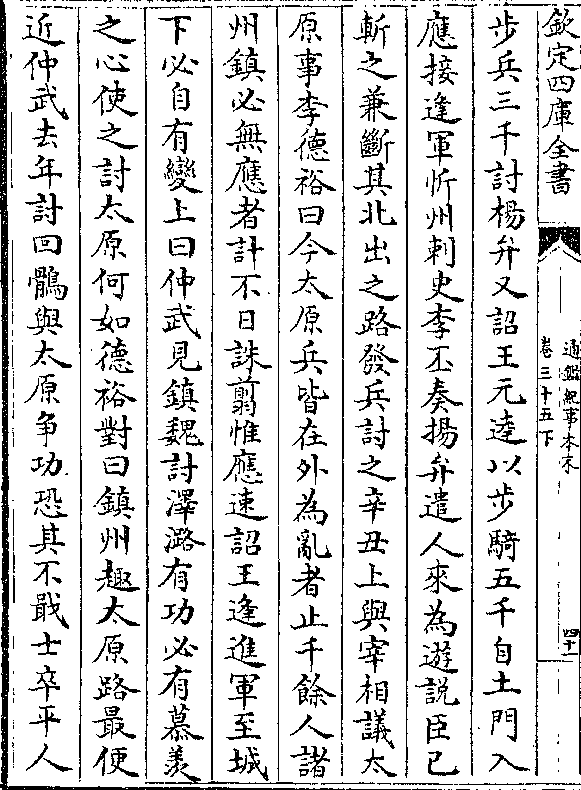 欽定四庫全書
通鑑紀事本末
卷三十五下
四十一
步兵三千討楊弁又詔王元逵以步騎五千自土門入
應接逢軍忻州刺史李丕奏揚弁遣人來為遊說臣已
斬之兼斷其北出之路發兵討之辛丑上與宰相議太
原事李德裕曰今太原兵皆在外為亂者止千餘人諸
州鎮必無應者計不日誅翦惟應速詔王逢進軍至城
下必自有變上曰仲武見鎮魏討澤潞有功必有慕羨
之心使之討太原何如德裕對曰鎮州趣太原路最便
近仲武去年討回鶻與太原争功恐其不戢士卒平人